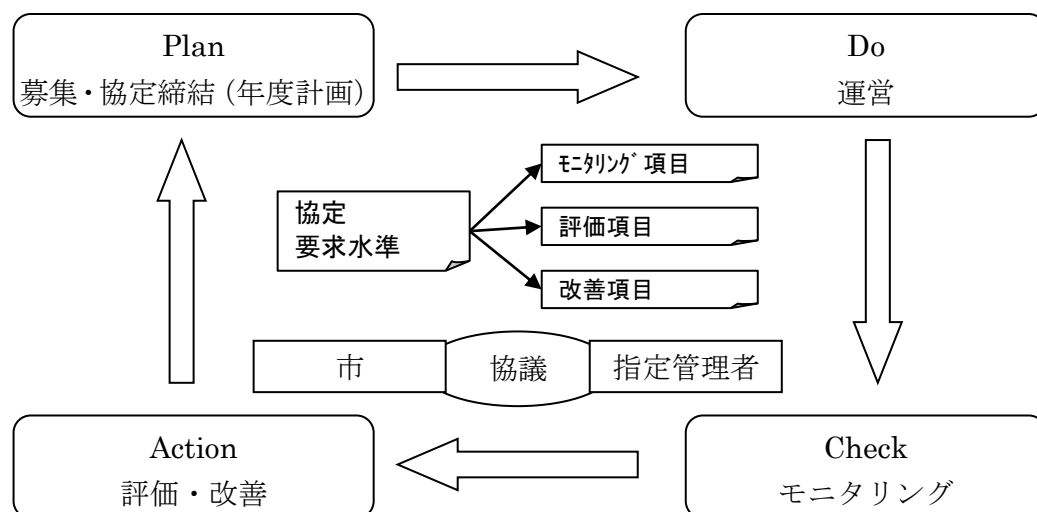 Plan
募集・協定締結（年度計画）
Do
運営
協定
要求水準
ﾓﾆﾀﾘﾝｸﾞ項目
評価項目
改善項目
市
協議
指定管理者
Action
評価・改善
Check
モニタリング